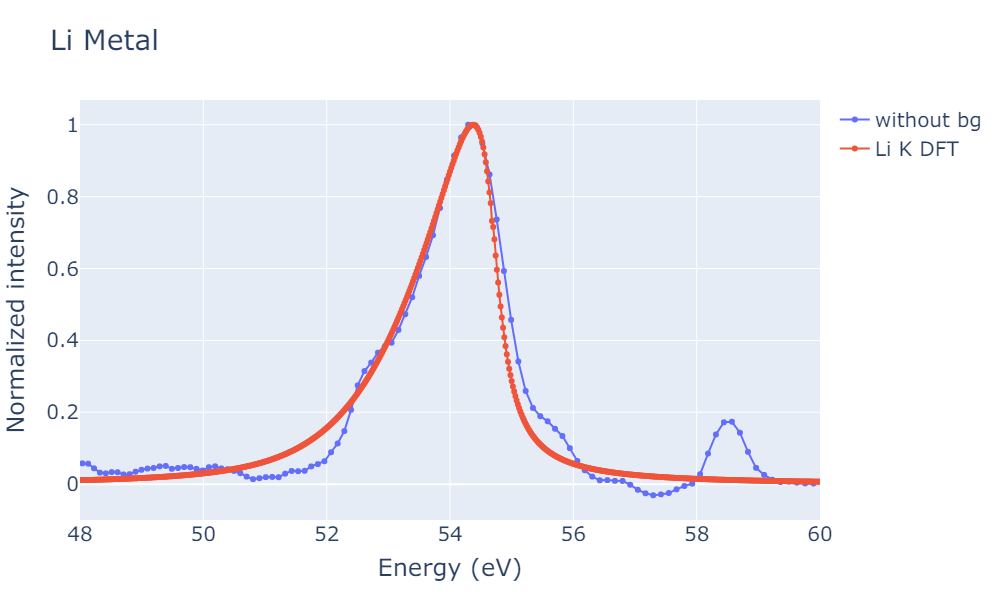 Li Metal
without bg
Li K DFT
Normalized intensity
1
0.8
0.6
0.4
0.2
0
48 50 52 54 56 58 60
Energy (eV)